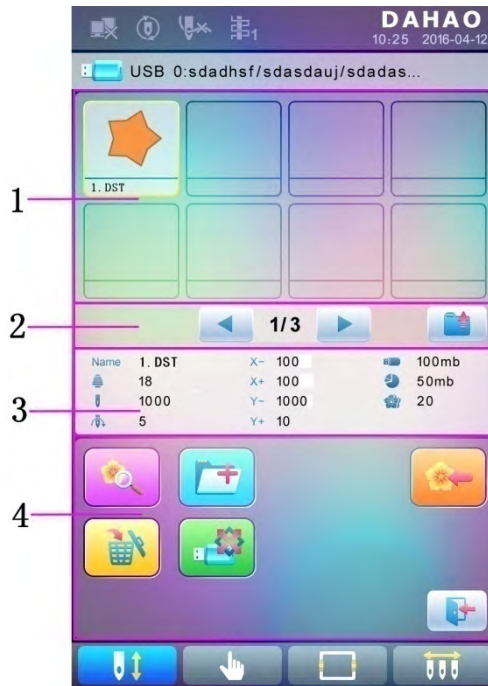 DAHAO
1
10:25 2016-04-12
USB 0:sdadhsf/sdasdauj/sdadas...
1. DST
1
2
1/3
Name 1. DST X- 100 100mb
18 X+ 100 50mb
3
1000 Y- 1000 20
5 Y+ 10
4